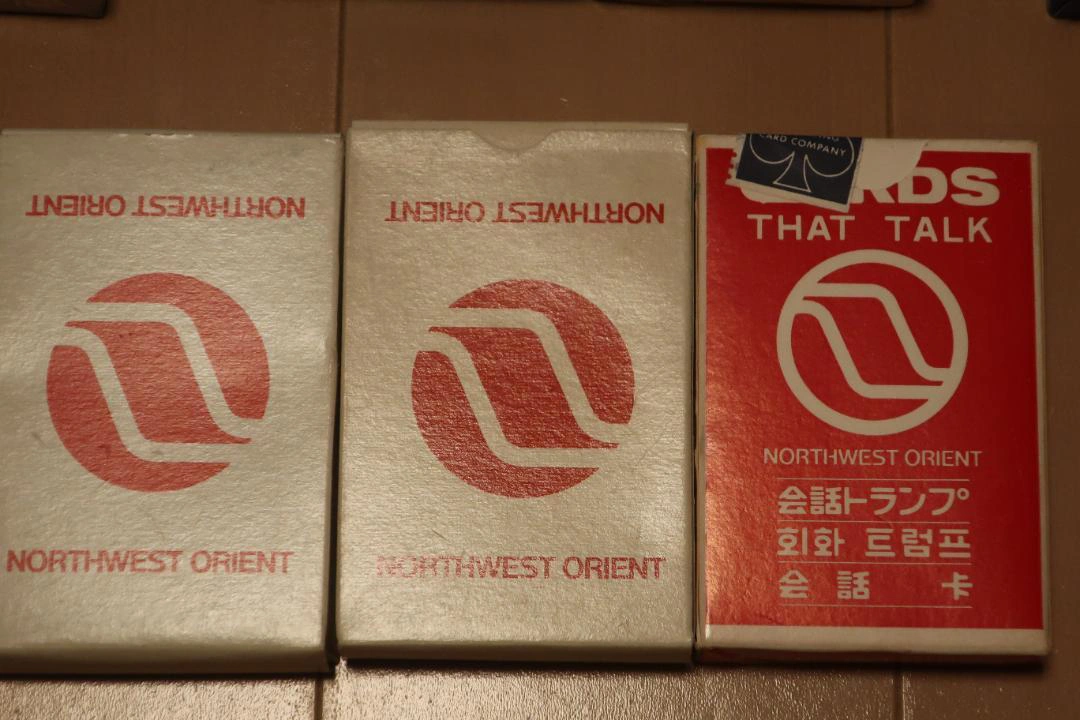 NORTHWEST ORIENT
NORTHWEST ORIENT
NORTHWEST ORIENT
NORTHWEST ORIENT
CARD COMPANY
THAT TALK
NORTHWEST ORIENT
会話トランプ
회화 트럼프
会話 卡